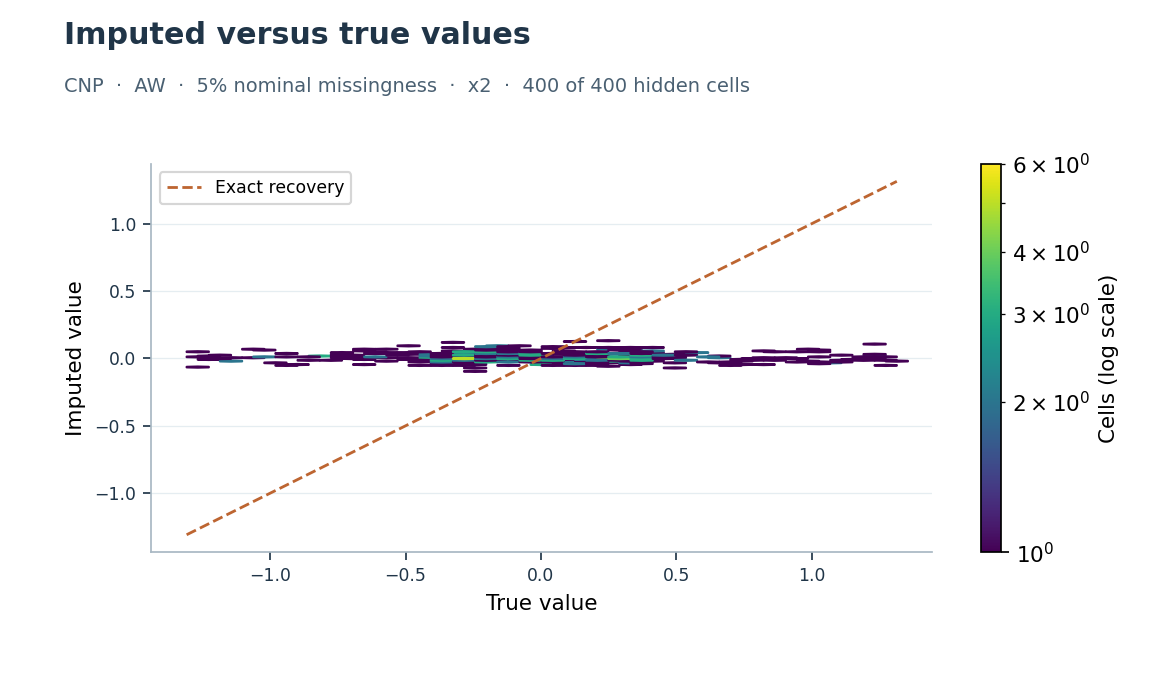 Imputed versus true values
CNP · AW · 5% nominal missingness · x2 · 400 of 400 hidden cells
Exact recovery
1.0
0.5
0.0
−0.5
−1.0
Imputed value
−1.0
−0.5
0.0
0.5
1.0
True value
6 × 10⁰
4 × 10⁰
3 × 10⁰
2 × 10⁰
10⁰
Cells (log scale)